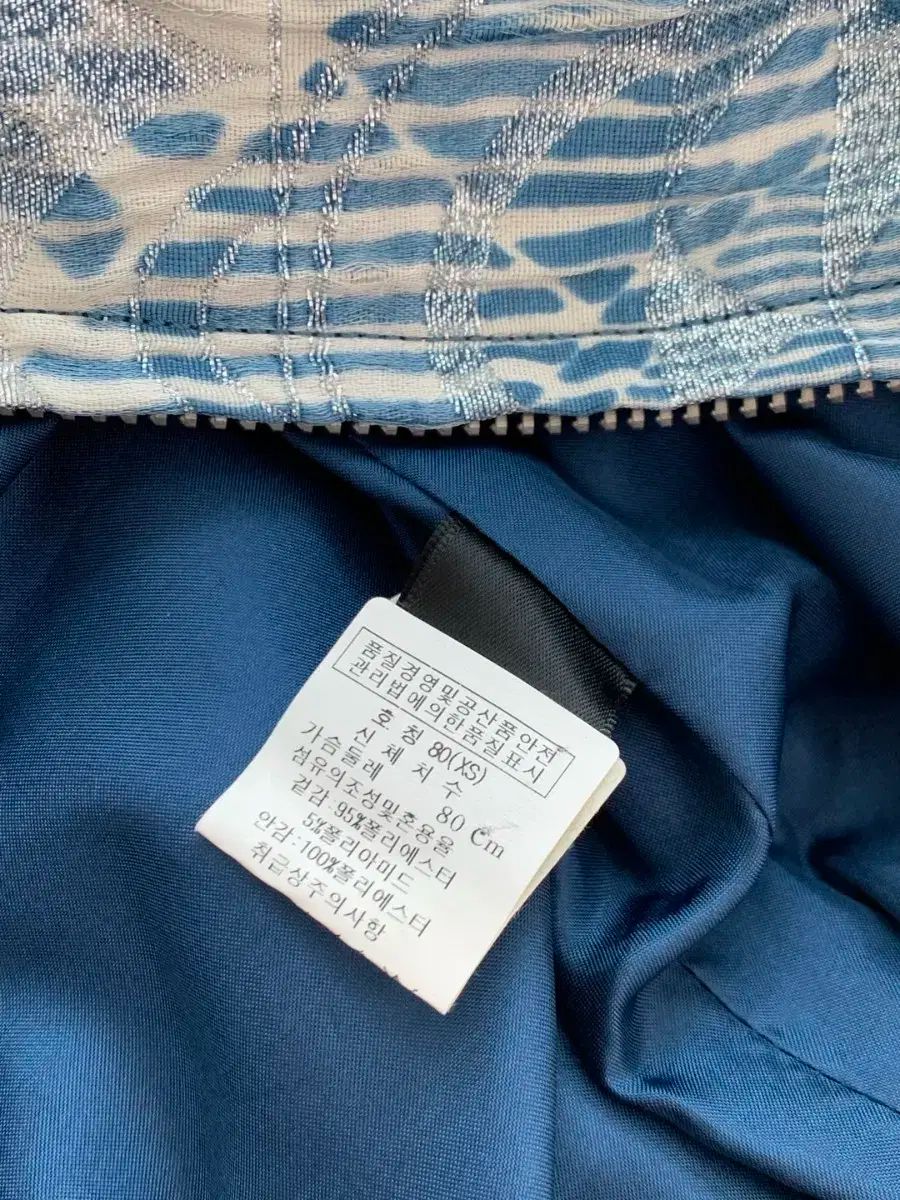 품질경영및공산품안전
관리법에의한품질표시
호 칭 80(XS)
신 체 치 수
가슴둘레 80 Cm
섬유의조성및혼용율
겉감:95%폴리에스터
5%폴리아미드
안감:100%폴리에스터
취급상주의사항